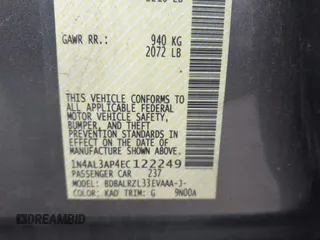 GAWR RR.: 940 KG
2072 LB
THIS VEHICLE CONFORMS TO
ALL APPLICABLE FEDERAL
MOTOR VEHICLE SAFETY,
BUMPER, AND THEFT
PREVENTION STANDARDS
IN EFFECT ON THE DATE OF
MANUFACTURE SHOWN ABOVE.
1N4AL3AP4EC122249
PASSENGER CAR 237
MODEL: BDBALRZL33EVAAA-J-
COLOR: KAD TRIM: G 9N00A
DREAMBID